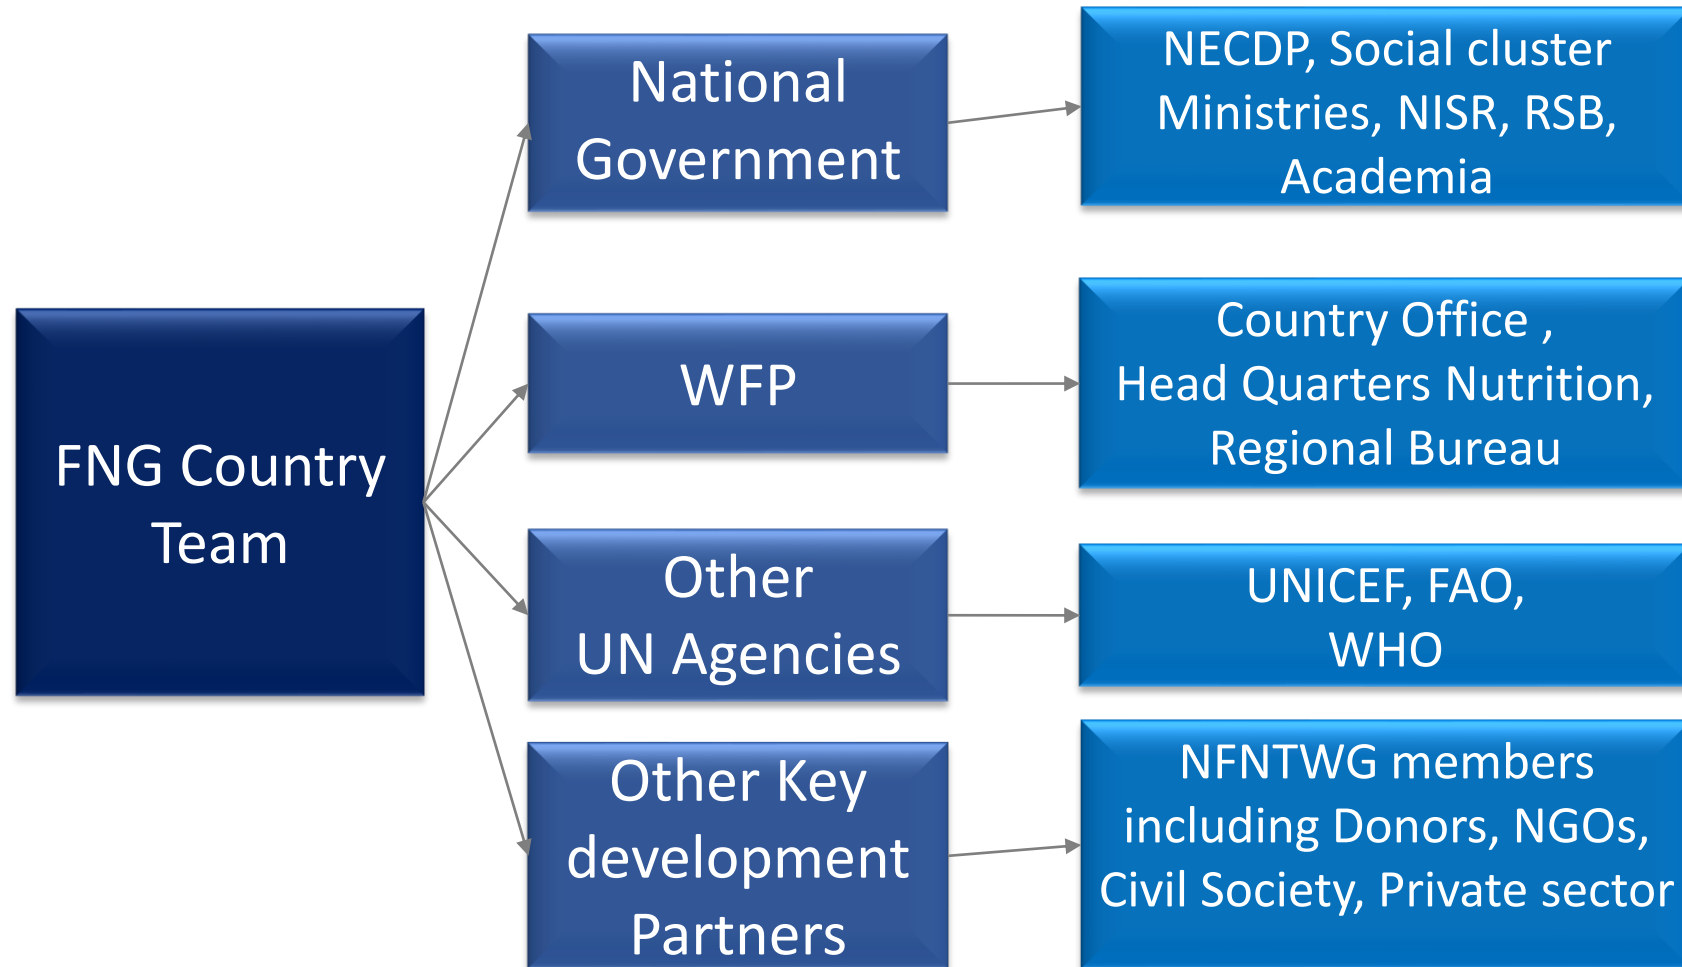 FNG Country
Team
National
Government
NECDP, Social cluster
Ministries, NISR, RSB,
Academia
WFP
Country Office ,
Head Quarters Nutrition,
Regional Bureau
Other
UN Agencies
UNICEF, FAO,
WHO
Other Key
development
Partners
NFNTWG members
including Donors, NGOs,
Civil Society, Private sector